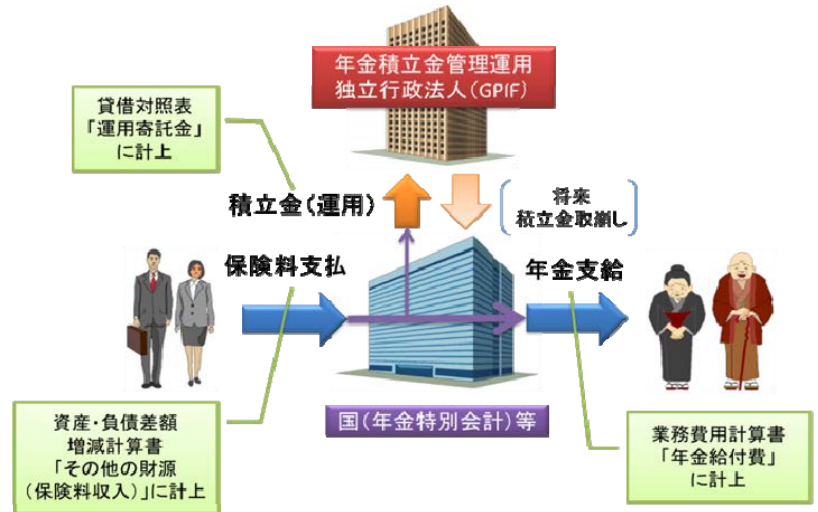 年金積立金管理運用
独立行政法人(GPIF)
貸借対照表
「運用寄託金」
に計上
積立金(運用)
将来
積立金取崩し
保険料支払
年金支給
国(年金特別会計)等
資産・負債差額
増減計算書
「その他の財源
(保険料収入)」に計上
業務費用計算書
「年金給付費」
に計上